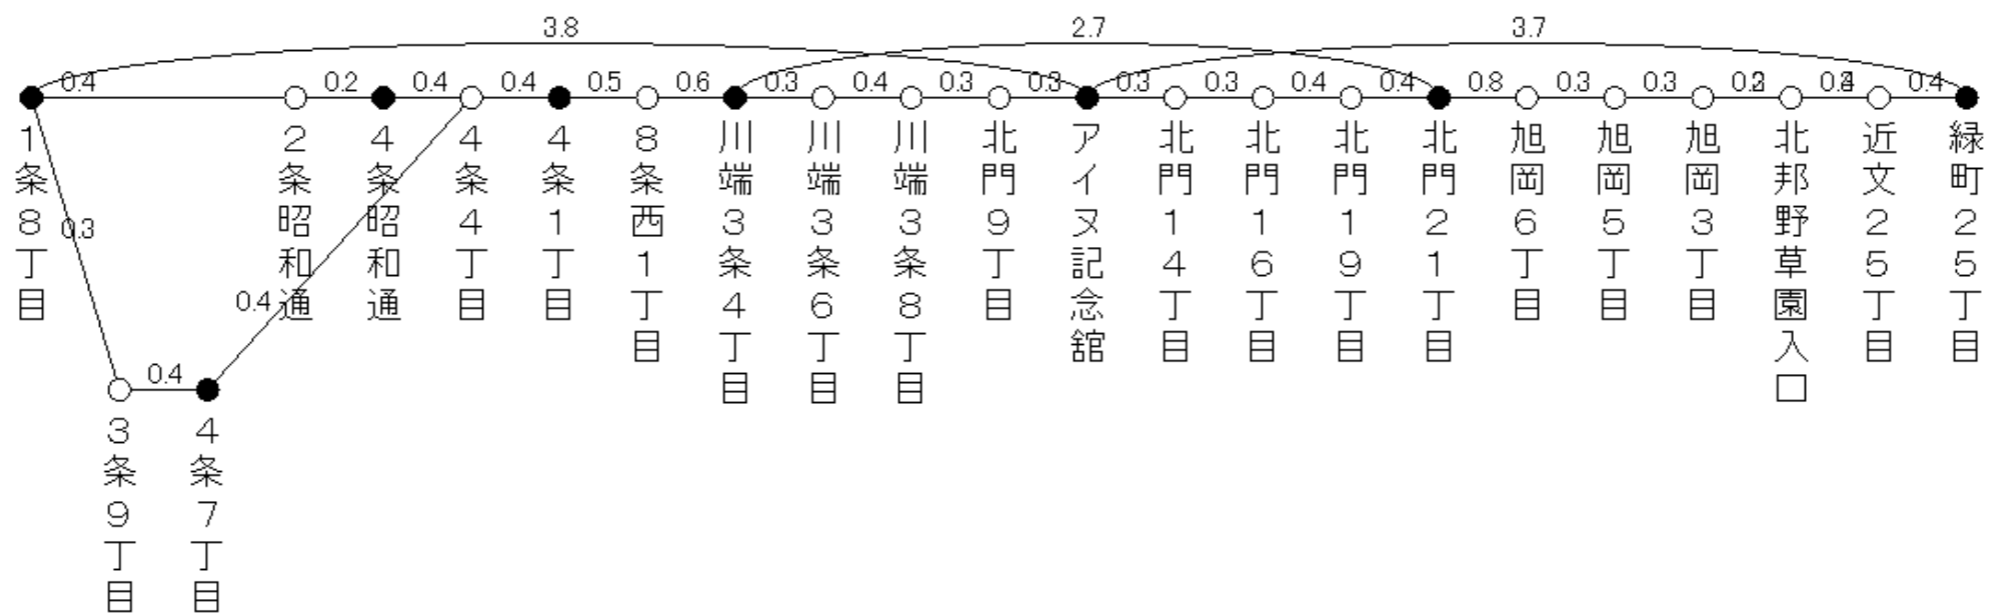 3.8
2.7
3.7
0.4
0.2
0.4
0.4
0.5
0.6
0.3
0.4
0.3
0.3
0.3
0.3
0.4
0.4
0.8
0.3
0.3
0.4
1条8丁目
2条昭和通
4条昭和通
4条4丁目
4条1丁目
8条西1丁目
川端3条4丁目
川端3条6丁目
川端3条8丁目
北門9丁目
アイヌ記念舘
北門14丁目
北門16丁目
北門19丁目
北門21丁目
旭岡6丁目
旭岡5丁目
旭岡3丁目
北邦野草園入口
近文25丁目
緑町25丁目
0.3
0.4
0.4
3条9丁目
4条7丁目